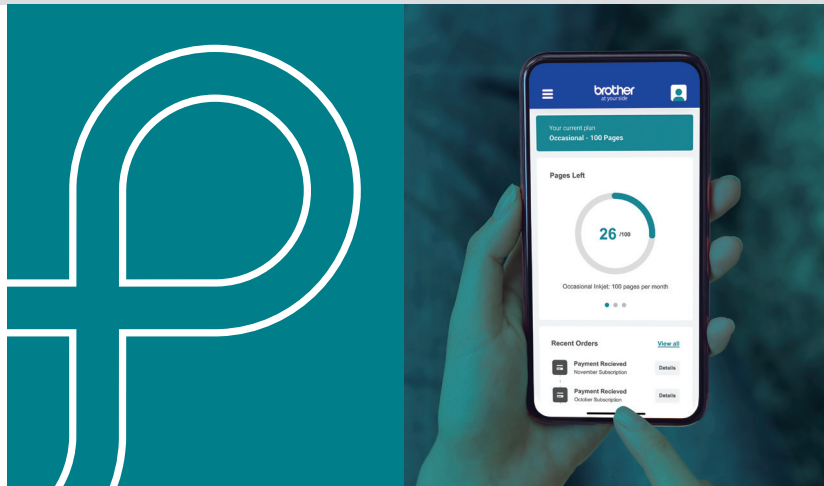 brother
at your side
Your current plan
Occasional - 100 Pages
Pages Left
26 /100
Occasional Inkjet: 100 pages per month
Recent Orders View all
Payment Recieved
November Subscription
Details
Payment Recieved
October Subscription
Details